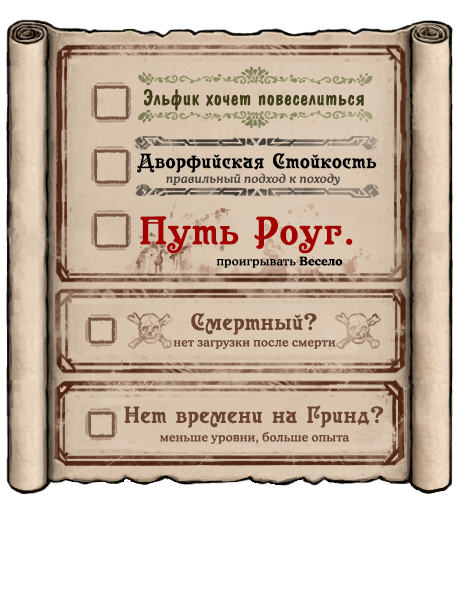 Эльфик хочет повеселиться
Дворфийская Стойкость
правильный подход к походу
Путь Роуг.
проигрывать Весело
Смертный?
нет загрузки после смерти
Нет времени на Гринд?
меньше уровни, больше опыта